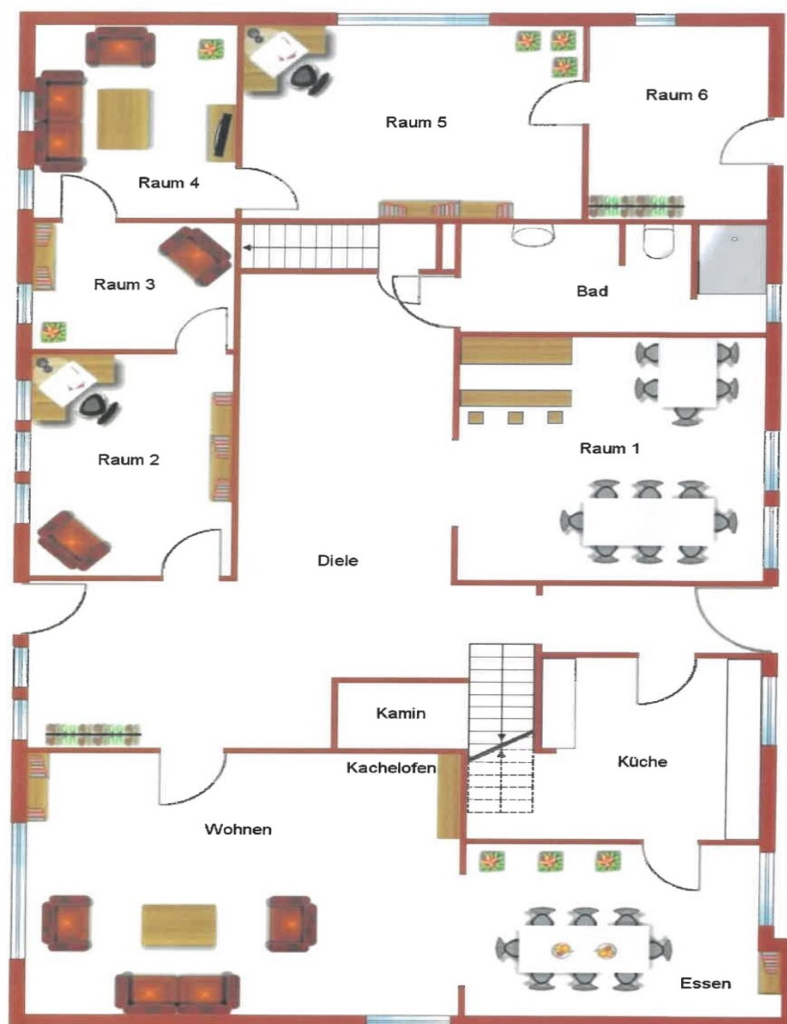 Raum 6
Raum 5
Raum 4
Raum 3
Bad
Raum 2
Raum 1
Diele
Kamin
Kachelofen
Küche
Wohnen
Essen